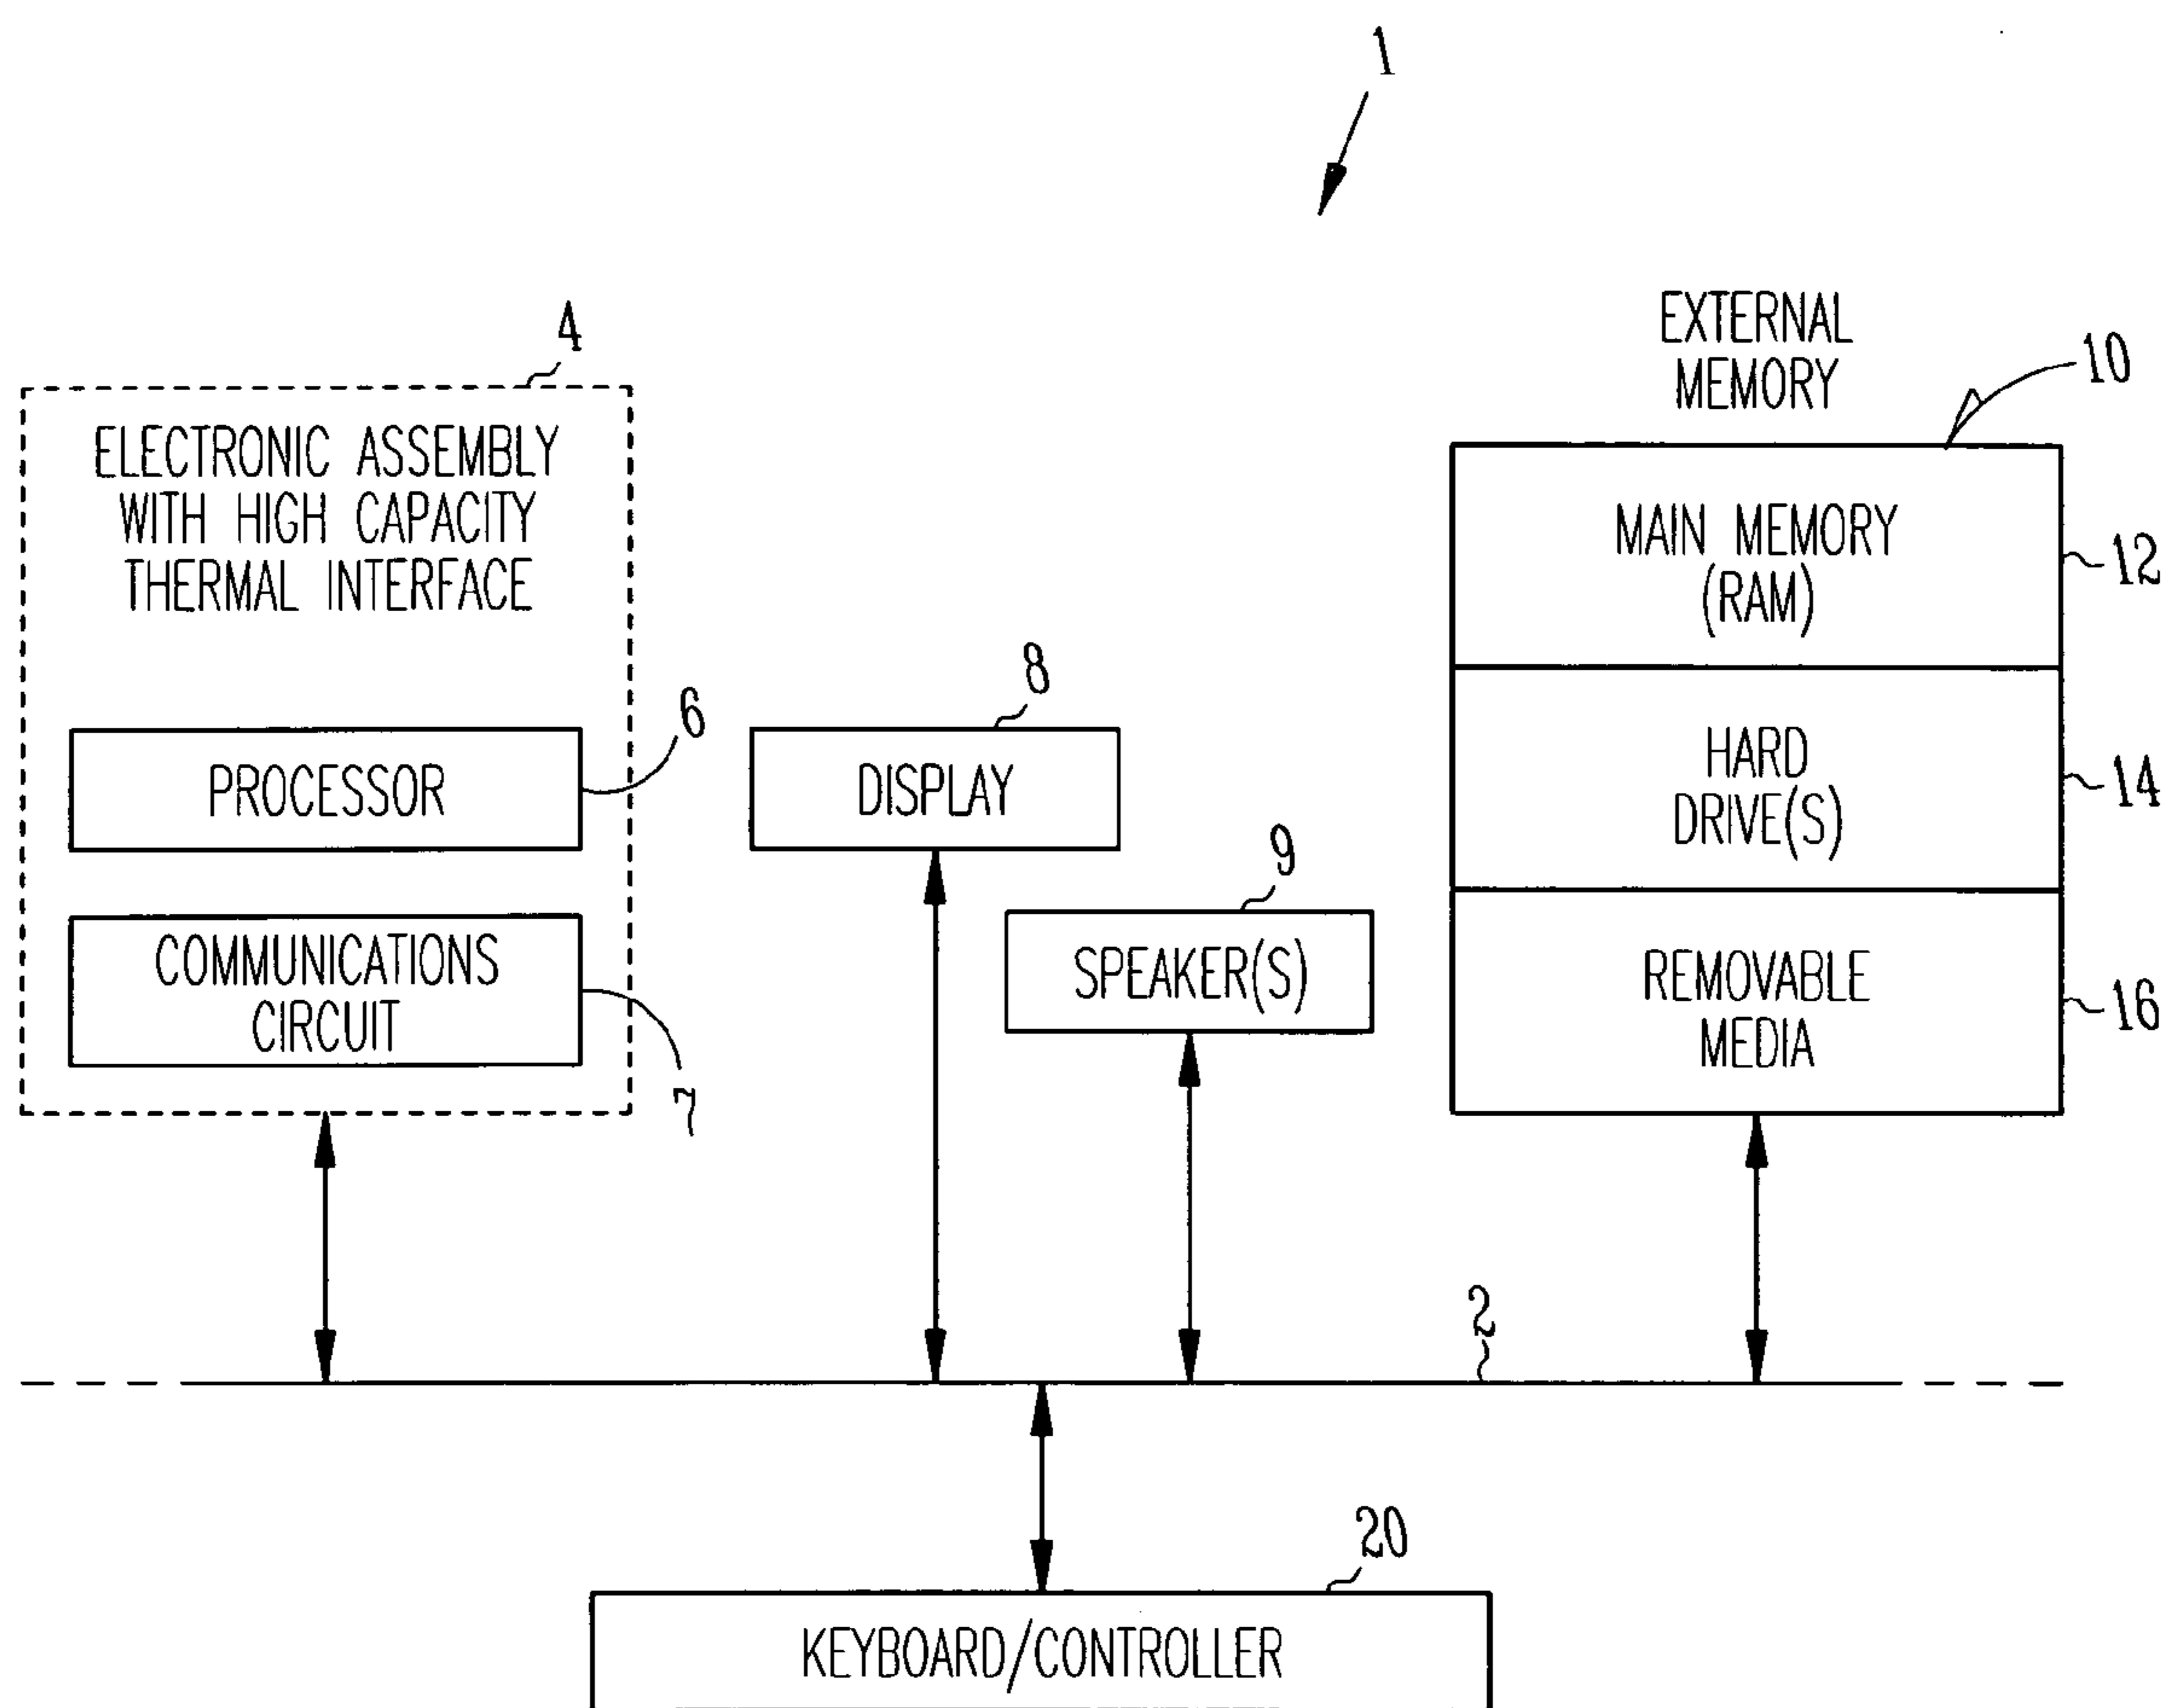 1
EXTERNAL
MEMORY
10
4
ELECTRONIC ASSEMBLY
WITH HIGH CAPACITY
THERMAL INTERFACE
MAIN MEMORY
(RAM)
12
6
PROCESSOR
8
DISPLAY
HARD
DRIVE(S)
14
COMMUNICATIONS
CIRCUIT
7
9
SPEAKER(S)
REMOVABLE
MEDIA
16
2
20
KEYBOARD/CONTROLLER